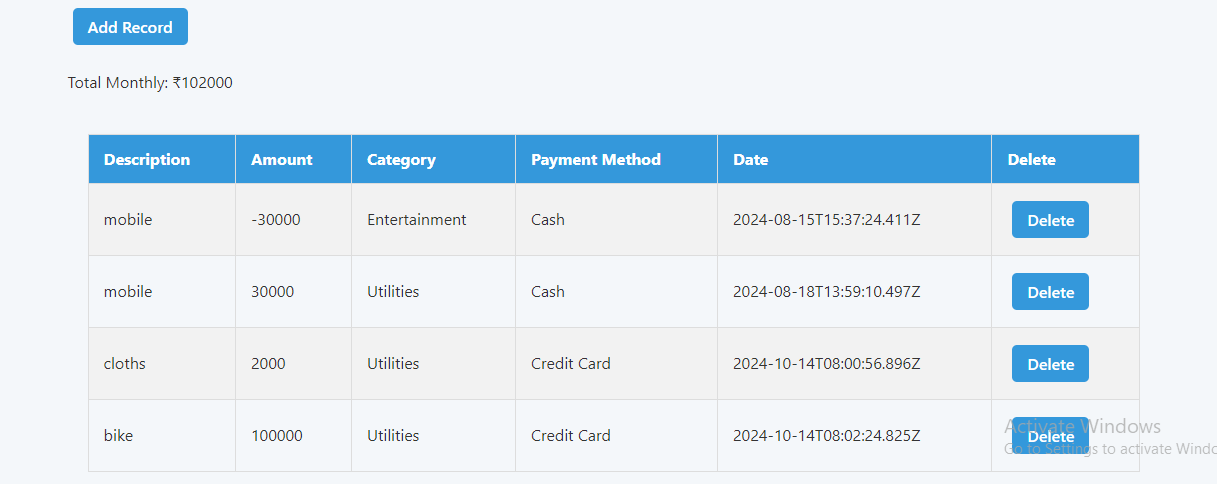 Add Record
Total Monthly: ₹102000
Description Amount Category Payment Method Date Delete
mobile -30000 Entertainment Cash 2024-08-15T15:37:24.411Z Delete
mobile 30000 Utilities Cash 2024-08-18T13:59:10.497Z Delete
cloths 2000 Utilities Credit Card 2024-10-14T08:00:56.896Z Delete
bike 100000 Utilities Credit Card 2024-10-14T08:02:24.825Z Delete
Activate Windows
Go to Settings to activate Windo